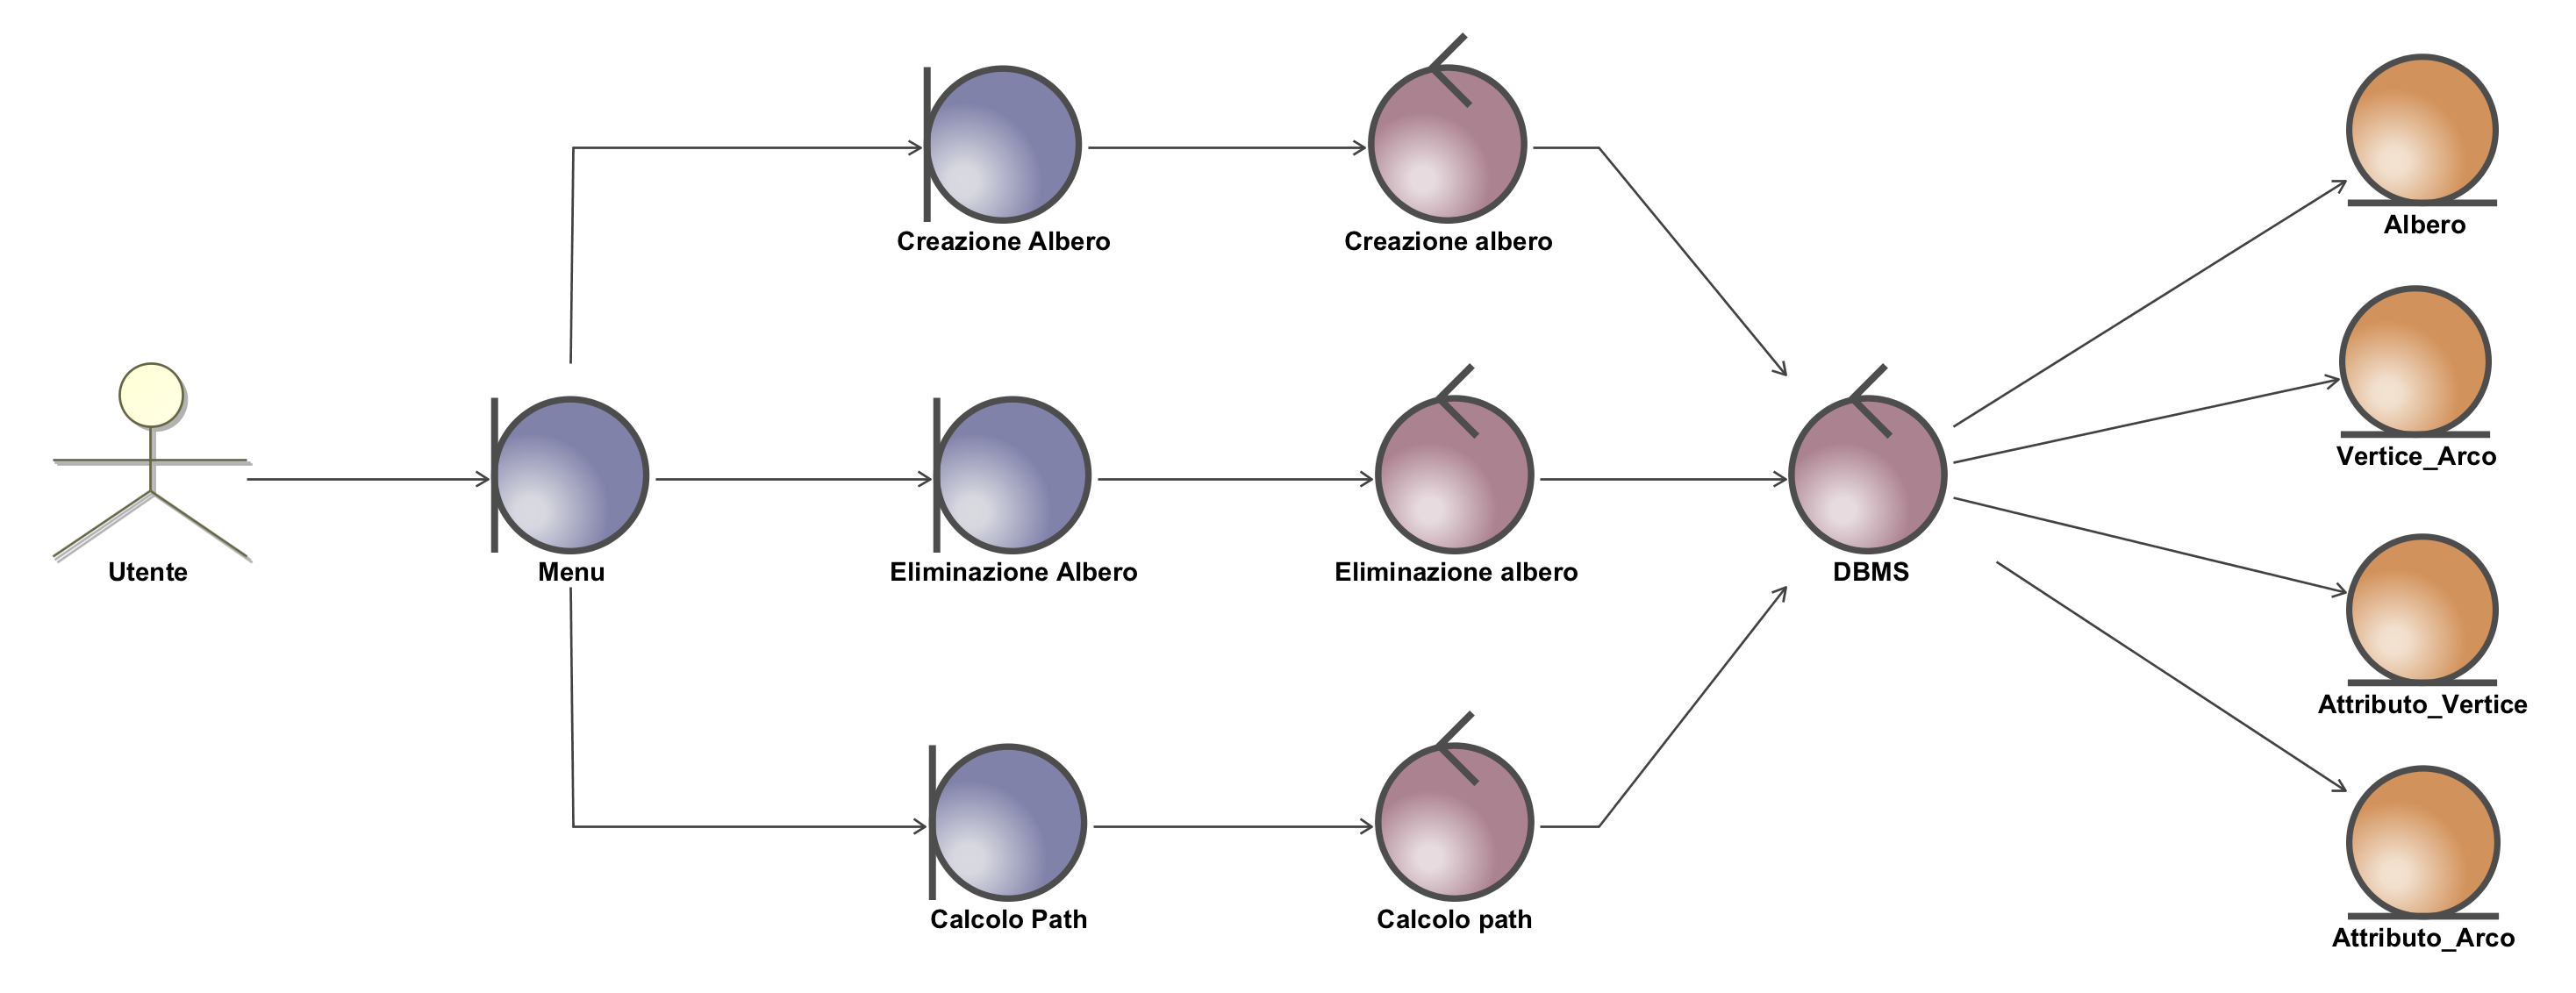 Creazione Albero
Creazione albero
Albero
Vertice_Arco
Utente
Menu
Eliminazione Albero
Eliminazione albero
DBMS
Attributo_Vertice
Calcolo Path
Calcolo path
Attributo_Arco